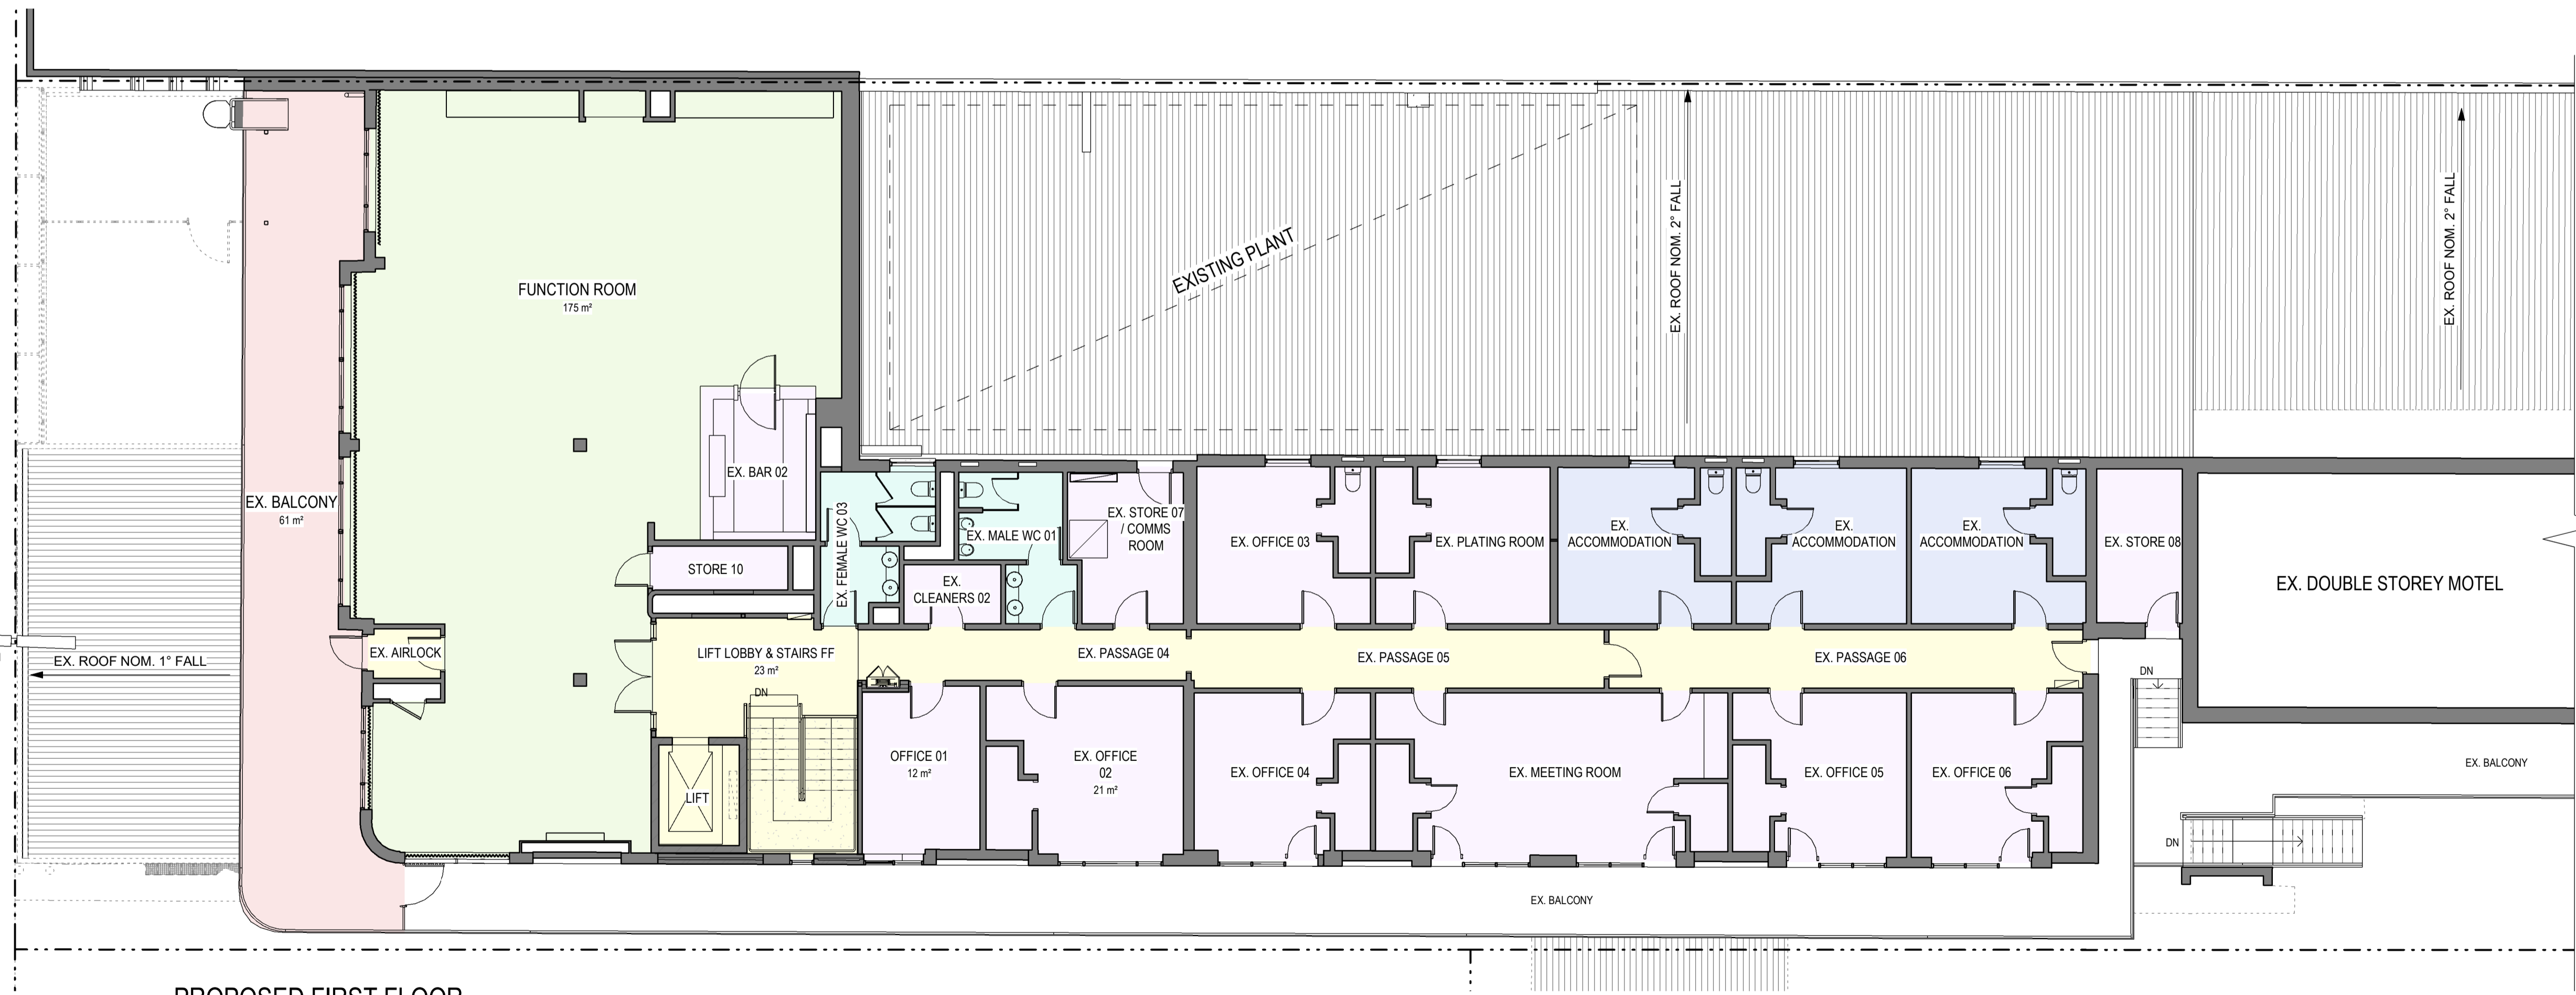 EXISTING PLANT
EX. ROOF NOM. 2° FALL
EX. ROOF NOM. 2° FALL
FUNCTION ROOM
175 m²
EX. BALCONY
61 m²
EX. BAR 02
EX. FEMALE WC 03
EX. MALE WC 01
EX. STORE 07
/ COMMS
ROOM
EX. OFFICE 03
EX. PLATING ROOM
EX.
ACCOMMODATION
EX.
ACCOMMODATION
EX.
ACCOMMODATION
EX. STORE 08
EX. DOUBLE STOREY MOTEL
STORE 10
EX.
CLEANERS 02
EX. AIRLOCK
EX. ROOF NOM. 1° FALL
LIFT LOBBY & STAIRS FF
23 m²
DN
EX. PASSAGE 04
EX. PASSAGE 05
EX. PASSAGE 06
DN
LIFT
OFFICE 01
12 m²
EX. OFFICE
02
21 m²
EX. OFFICE 04
EX. MEETING ROOM
EX. OFFICE 05
EX. OFFICE 06
EX. BALCONY
DN
EX. BALCONY
PROPOSED FIRST FLOOR